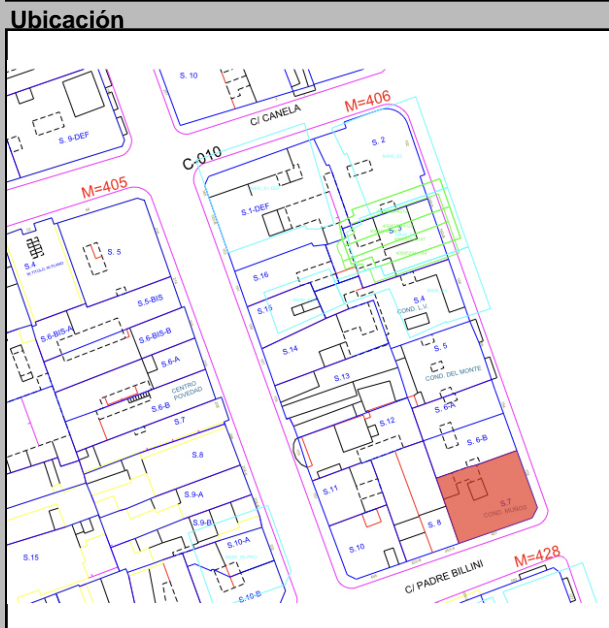 Ubicación
S. 10
C/ CANELA
M=406
S. 9-DEF
C-010
S. 2
M=405
S.1-DEF
S. 3
S.4
S. 5
S.16
S.4
COND. L.V.
S.15
S.5-BIS
S.6-BIS-A
S.6-BIS-B
S.14
S. 5
S.6-A
S.13
COND. DEL MONTE
CENTRO
POVEDAD
S.6-B
S. 6-A
S.7
S.12
S. 6-B
S.8
S.11
S.9-A
S.7
COND. MUÑOS
S.9-B
S. 8
S.10-A
S.10
S.15
M=428
C/ PADRE BILLINI
S.10-B